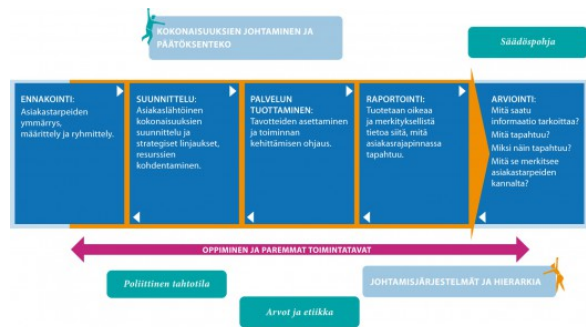 KOKONAISUUKSIEN JOHTAMINEN JA
PÄÄTÖKSENTEKO
Säädöspohja
ENNAKOINTI:
Asiakastarpeiden
ymmärrys,
määrittely ja ryhmittely.
SUUNNITTELU:
Asiakaslähtöinen
kokonaisuuksien
suunnittelu ja
strategiset linjaukset,
resurssien
kohdentaminen.
PALVELUN
TUOTTAMINEN:
Tavotteiden asettaminen
ja toiminnan
kehittämisen ohjaus.
RAPORTOINTI:
Tuotetaan oikeaa
ja merkityksellistä
tietoa siitä, mitä
asiakasrajapinnassa
tapahtuu.
ARVIOINTI:
Mitä saatu
informaatio tarkoittaa?
Mitä tapahtuu?
Miksi näin tapahtuu?
Mitä se merkitsee
asiakastarpeiden
kannalta?
OPPIMINEN JA PAREMMAT TOIMINTATAVAT
Poliittinen tahtotila
JOHTAMISJÄRJESTELMÄT JA HIERARKIA
Arvot ja etiikka